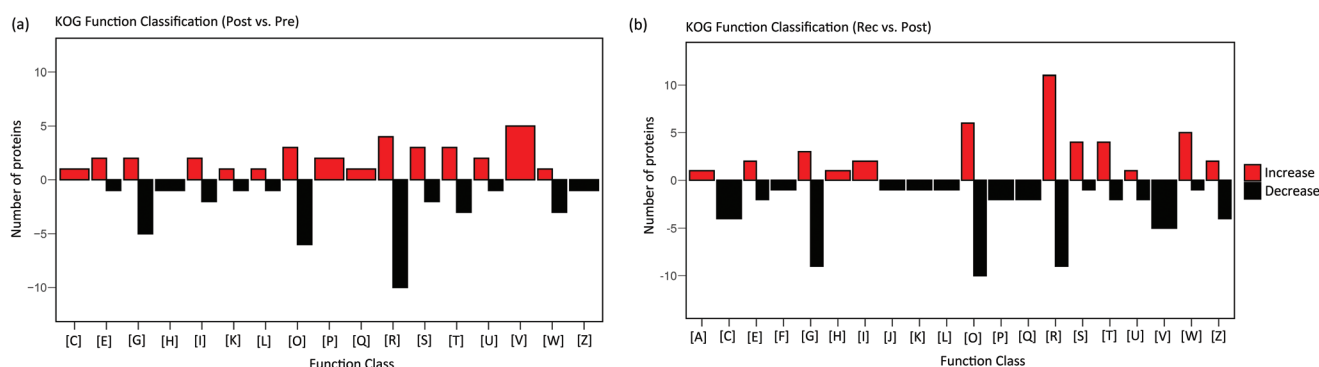 (a)
KOG Function Classification (Post vs. Pre)
Number of proteins
10
5
0
−5
−10
[C] [E] [G] [H] [I] [K] [L] [O] [P] [Q] [R] [S] [T] [U] [V] [W] [Z]
Function Class
(b)
KOG Function Classification (Rec vs. Post)
Number of proteins
10
5
0
-5
-10
[A] [C] [E] [F] [G] [H] [I] [J] [K] [L] [O] [P] [Q] [R] [S] [T] [U] [V] [W] [Z]
Function Class
Increase
Decrease